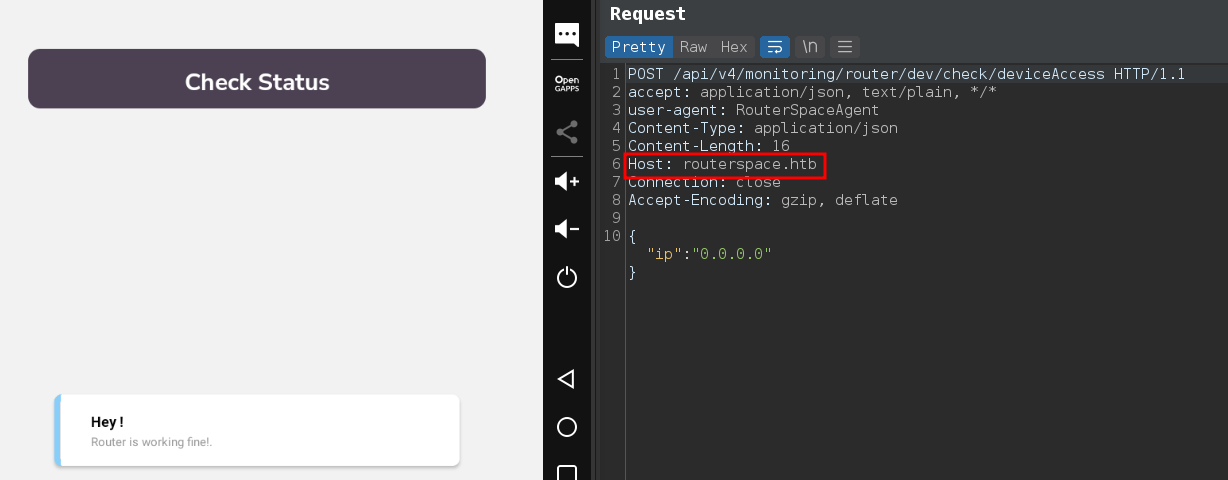 Check Status
Hey !
Router is working fine!.
Open
GAPPS
Request
Pretty Raw Hex \n
1 POST /api/v4/monitoring/router/dev/check/deviceAccess HTTP/1.1
2 accept: application/json, text/plain, */*
3 user-agent: RouterSpaceAgent
4 Content-Type: application/json
5 Content-Length: 16
6 Host: routerspace.htb
7 Connection: close
8 Accept-Encoding: gzip, deflate
9
10 {
"ip":"0.0.0.0"
}